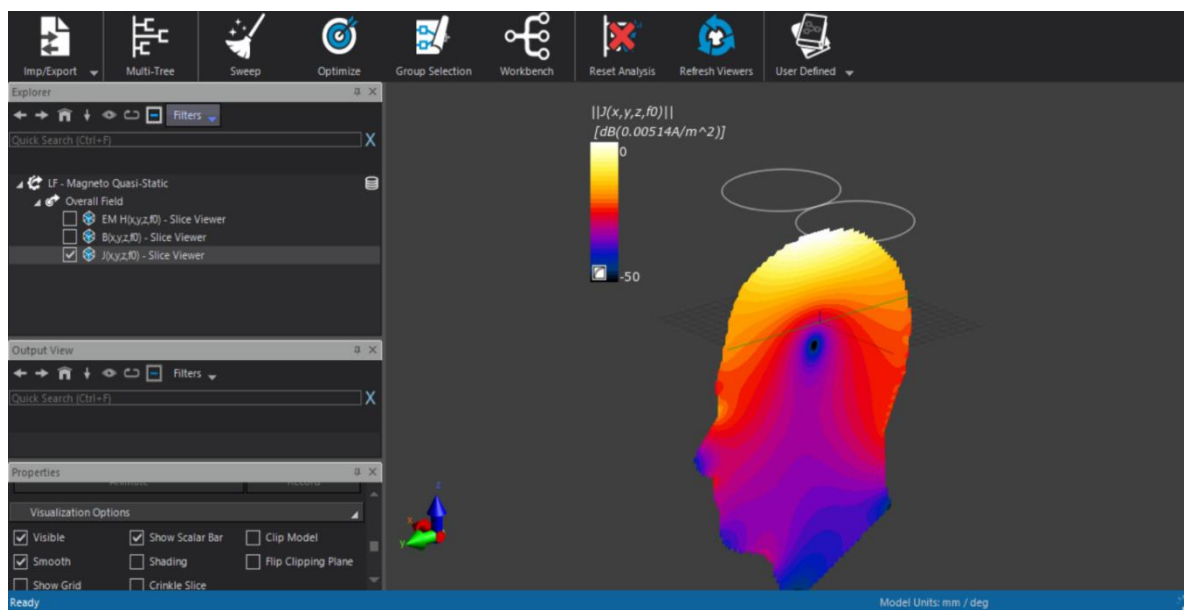 Imp/Export Multi-Tree Sweep Optimize Group Selection Workbench Reset Analysis Refresh Viewers User Defined
Explorer
Filters
Quick Search (Ctrl+F) X
LF - Magneto Quasi-Static
Overall Field
EM H(x,y,z,f0) - Slice Viewer
B(x,y,z,f0) - Slice Viewer
J(x,y,z,f0) - Slice Viewer
Output View
Filters
Quick Search (Ctrl+F) X
Properties
Animate Record
Visualization Options
Visible Show Scalar Bar Clip Model
Smooth Shading Flip Clipping Plane
Show Grid Crinkle Slice
||J(x,y,z,f0)||
[dB(0.00514A/m^2)]
0
-50
z
x
y
Ready Model Units: mm / deg